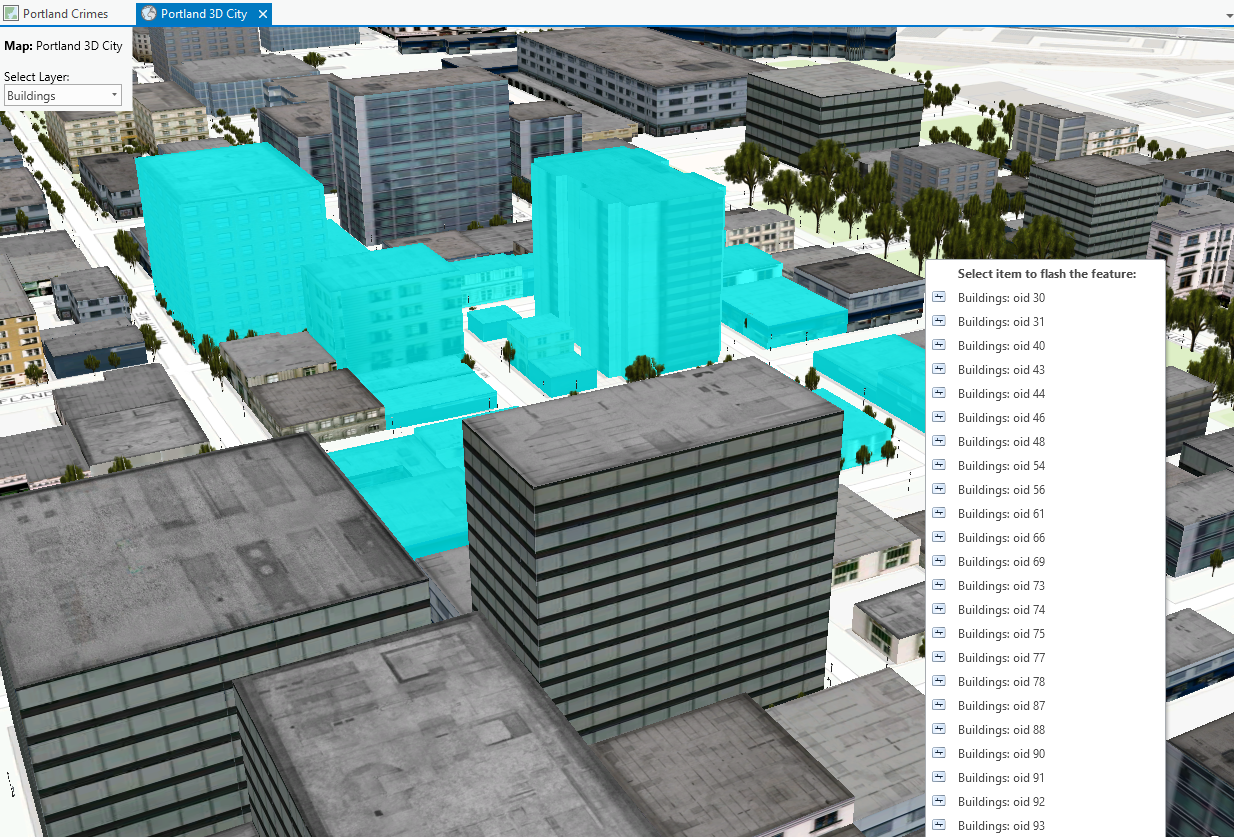 Portland Crimes
Portland 3D City
Map: Portland 3D City
Select Layer:
Buildings
Select item to flash the feature:
Buildings: oid 30
Buildings: oid 31
Buildings: oid 40
Buildings: oid 43
Buildings: oid 44
Buildings: oid 46
Buildings: oid 48
Buildings: oid 54
Buildings: oid 56
Buildings: oid 61
Buildings: oid 66
Buildings: oid 69
Buildings: oid 73
Buildings: oid 74
Buildings: oid 75
Buildings: oid 77
Buildings: oid 78
Buildings: oid 87
Buildings: oid 88
Buildings: oid 90
Buildings: oid 91
Buildings: oid 92
Buildings: oid 93